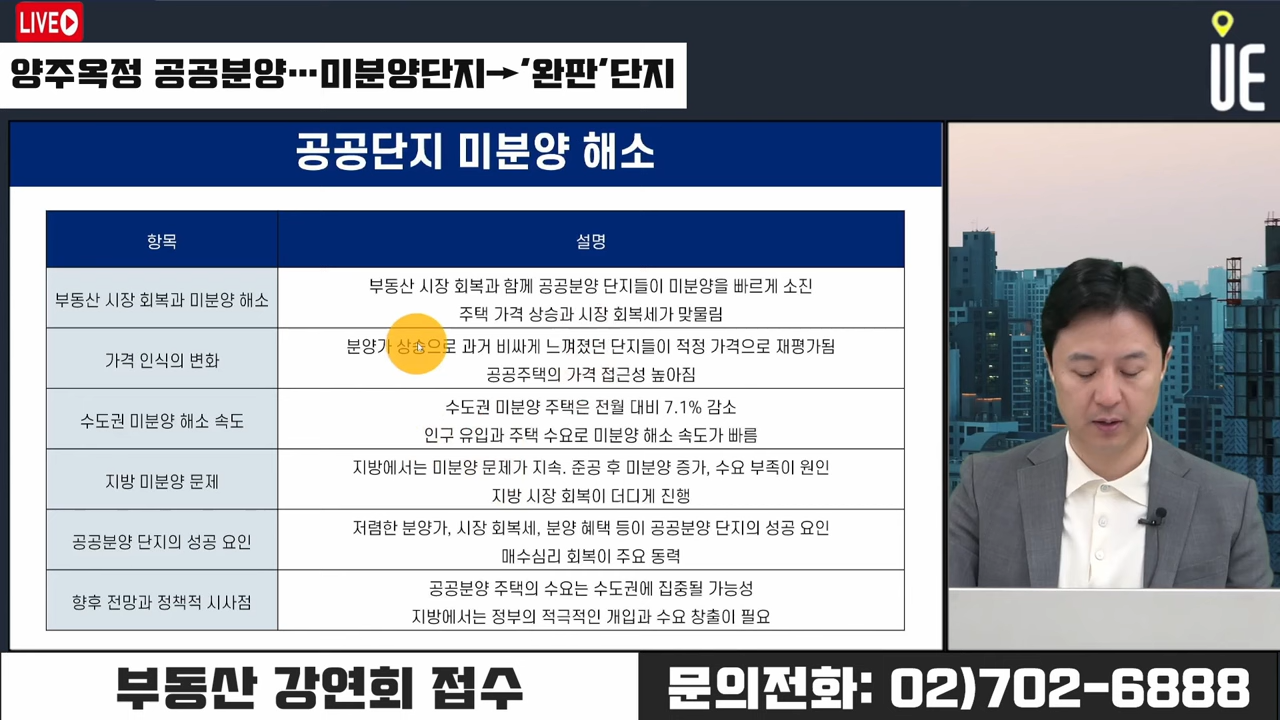 LIVE
양주옥정 공공분양…미분양단지→'완판'단지
UE
공공단지 미분양 해소
항목 설명
부동산 시장 회복과 미분양 해소
부동산 시장 회복과 함께 공공분양 단지들이 미분양을 빠르게 소진
주택 가격 상승과 시장 회복세가 맞물림
가격 인식의 변화
분양가 상승으로 과거 비싸게 느껴졌던 단지들이 적정 가격으로 재평가됨
공공주택의 가격 접근성 높아짐
수도권 미분양 해소 속도
수도권 미분양 주택은 전월 대비 7.1% 감소
인구 유입과 주택 수요로 미분양 해소 속도가 빠름
지방 미분양 문제
지방에서는 미분양 문제가 지속. 준공 후 미분양 증가, 수요 부족이 원인
지방 시장 회복이 더디게 진행
공공분양 단지의 성공 요인
저렴한 분양가, 시장 회복세, 분양 혜택 등이 공공분양 단지의 성공 요인
매수심리 회복이 주요 동력
향후 전망과 정책적 시사점
공공분양 주택의 수요는 수도권에 집중될 가능성
지방에서는 정부의 적극적인 개입과 수요 창출이 필요
부동산 강연회 접수
문의전화: 02)702-6888